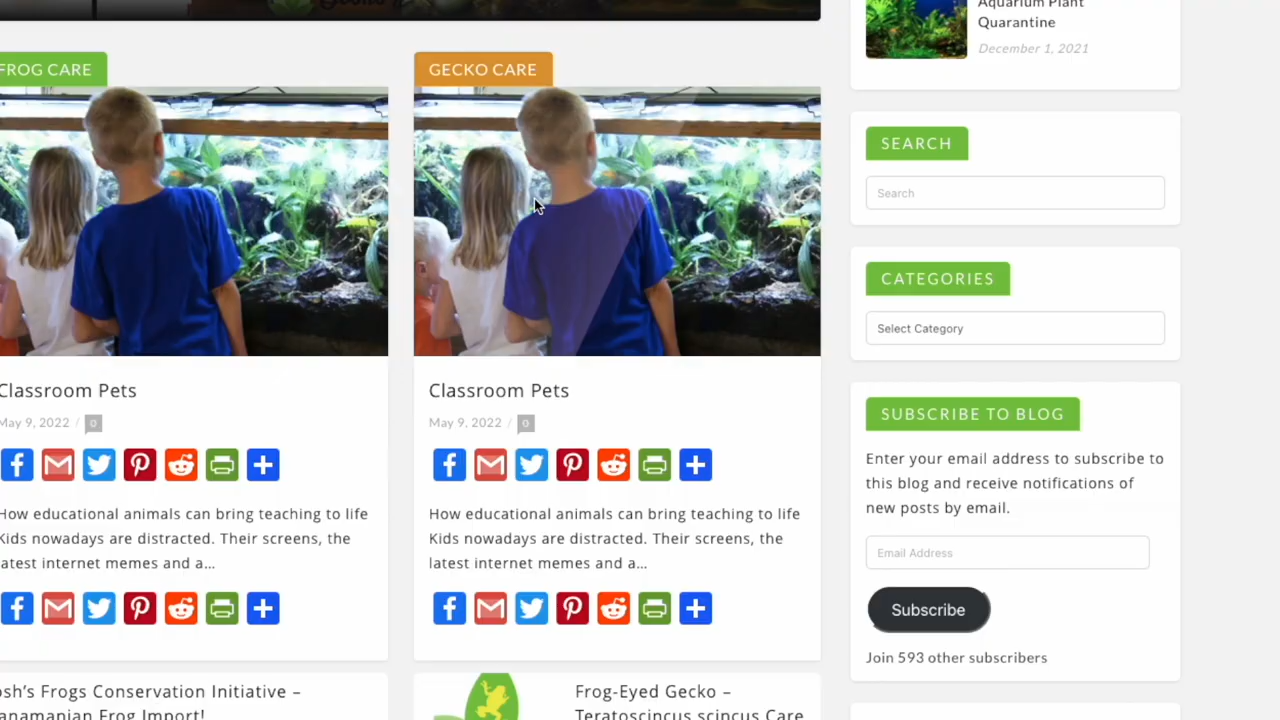 FROG CARE
Classroom Pets
May 9, 2022 / 0
How educational animals can bring teaching to life
Kids nowadays are distracted. Their screens, the
latest internet memes and a...
osh's Frogs Conservation Initiative –
anamanian Frog Import!
GECKO CARE
Classroom Pets
May 9, 2022 / 0
How educational animals can bring teaching to life
Kids nowadays are distracted. Their screens, the
latest internet memes and a...
Frog-Eyed Gecko –
Teratoscincus scincus Care
Aquarium Plant
Quarantine
December 1, 2021
SEARCH
Search
CATEGORIES
Select Category
SUBSCRIBE TO BLOG
Enter your email address to subscribe to
this blog and receive notifications of
new posts by email.
Email Address
Subscribe
Join 593 other subscribers